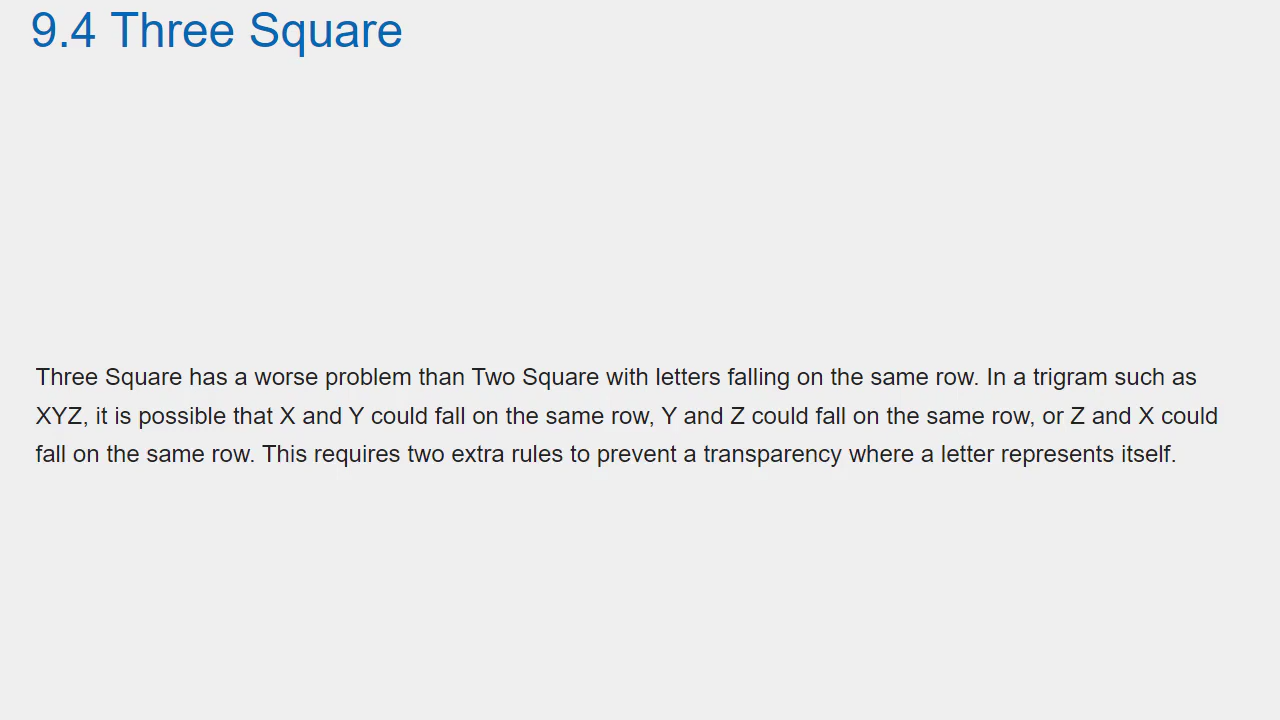 9.4 Three Square
Three Square has a worse problem than Two Square with letters falling on the same row. In a trigram such as
XYZ, it is possible that X and Y could fall on the same row, Y and Z could fall on the same row, or Z and X could
fall on the same row. This requires two extra rules to prevent a transparency where a letter represents itself.